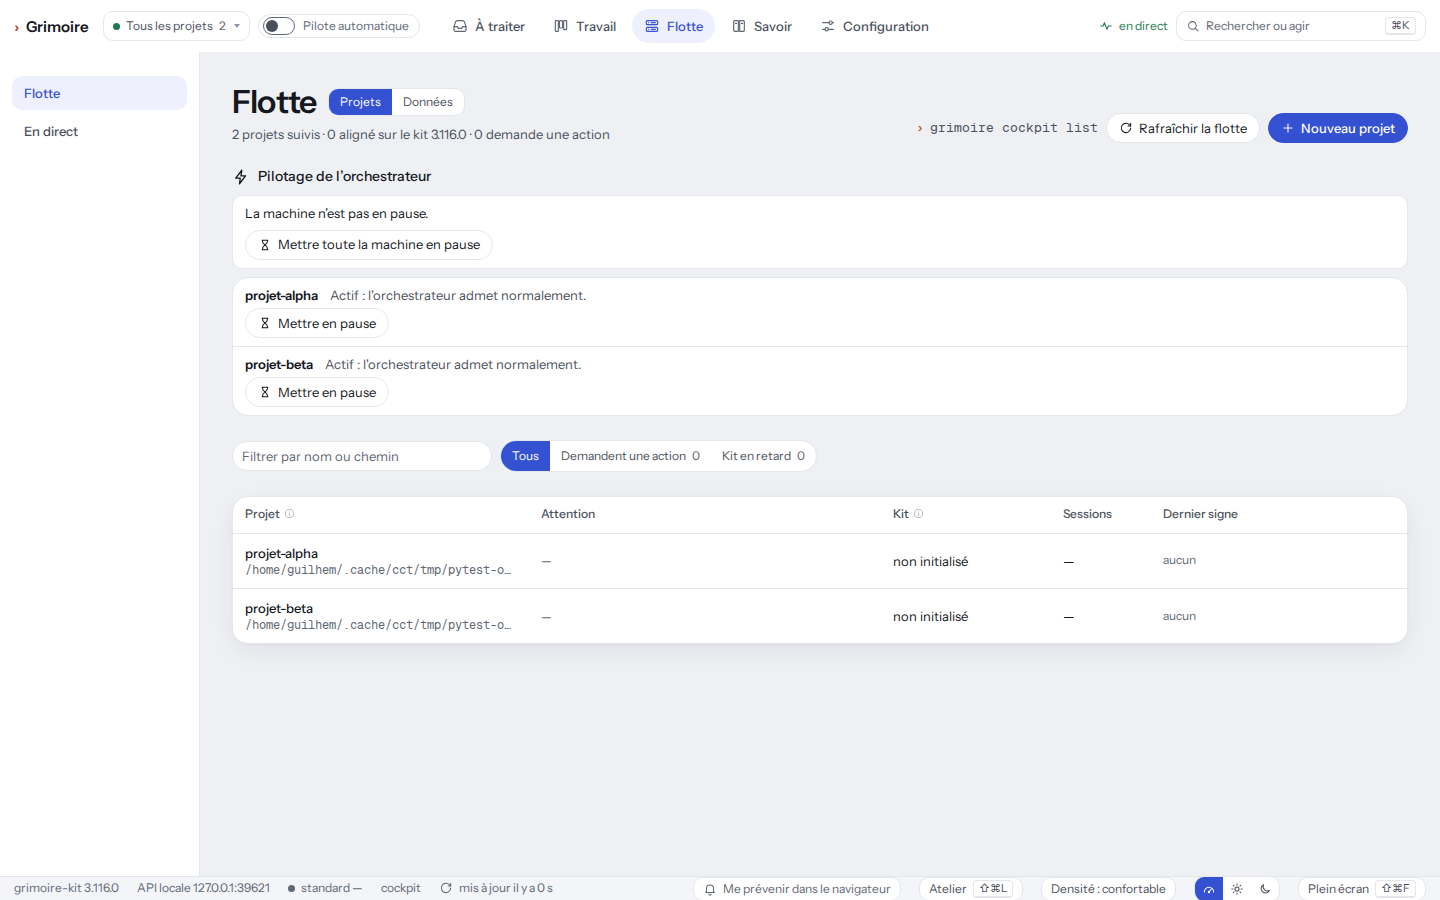 › Grimoire
Tous les projets 2
Pilote automatique
À traiter
Travail
Flotte
Savoir
Configuration
en direct
Rechercher ou agir
⌘K
Flotte
En direct
Flotte
Projets
Données
2 projets suivis · 0 aligné sur le kit 3.116.0 · 0 demande une action
› grimoire cockpit list
Rafraîchir la flotte
Nouveau projet
Pilotage de l'orchestrateur
La machine n'est pas en pause.
Mettre toute la machine en pause
projet-alpha Actif : l'orchestrateur admet normalement.
Mettre en pause
projet-beta Actif : l'orchestrateur admet normalement.
Mettre en pause
Filtrer par nom ou chemin
Tous
Demandent une action 0
Kit en retard 0
Projet Attention Kit Sessions Dernier signe
projet-alpha
/home/guilhem/.cache/cct/tmp/pytest-o…
— non initialisé — aucun
projet-beta
/home/guilhem/.cache/cct/tmp/pytest-o…
— non initialisé — aucun
grimoire-kit 3.116.0
API locale 127.0.0.1:39621
standard —
cockpit
mis à jour il y a 0 s
Me prévenir dans le navigateur
Atelier ⇧⌘L
Densité : confortable
Plein écran ⇧⌘F